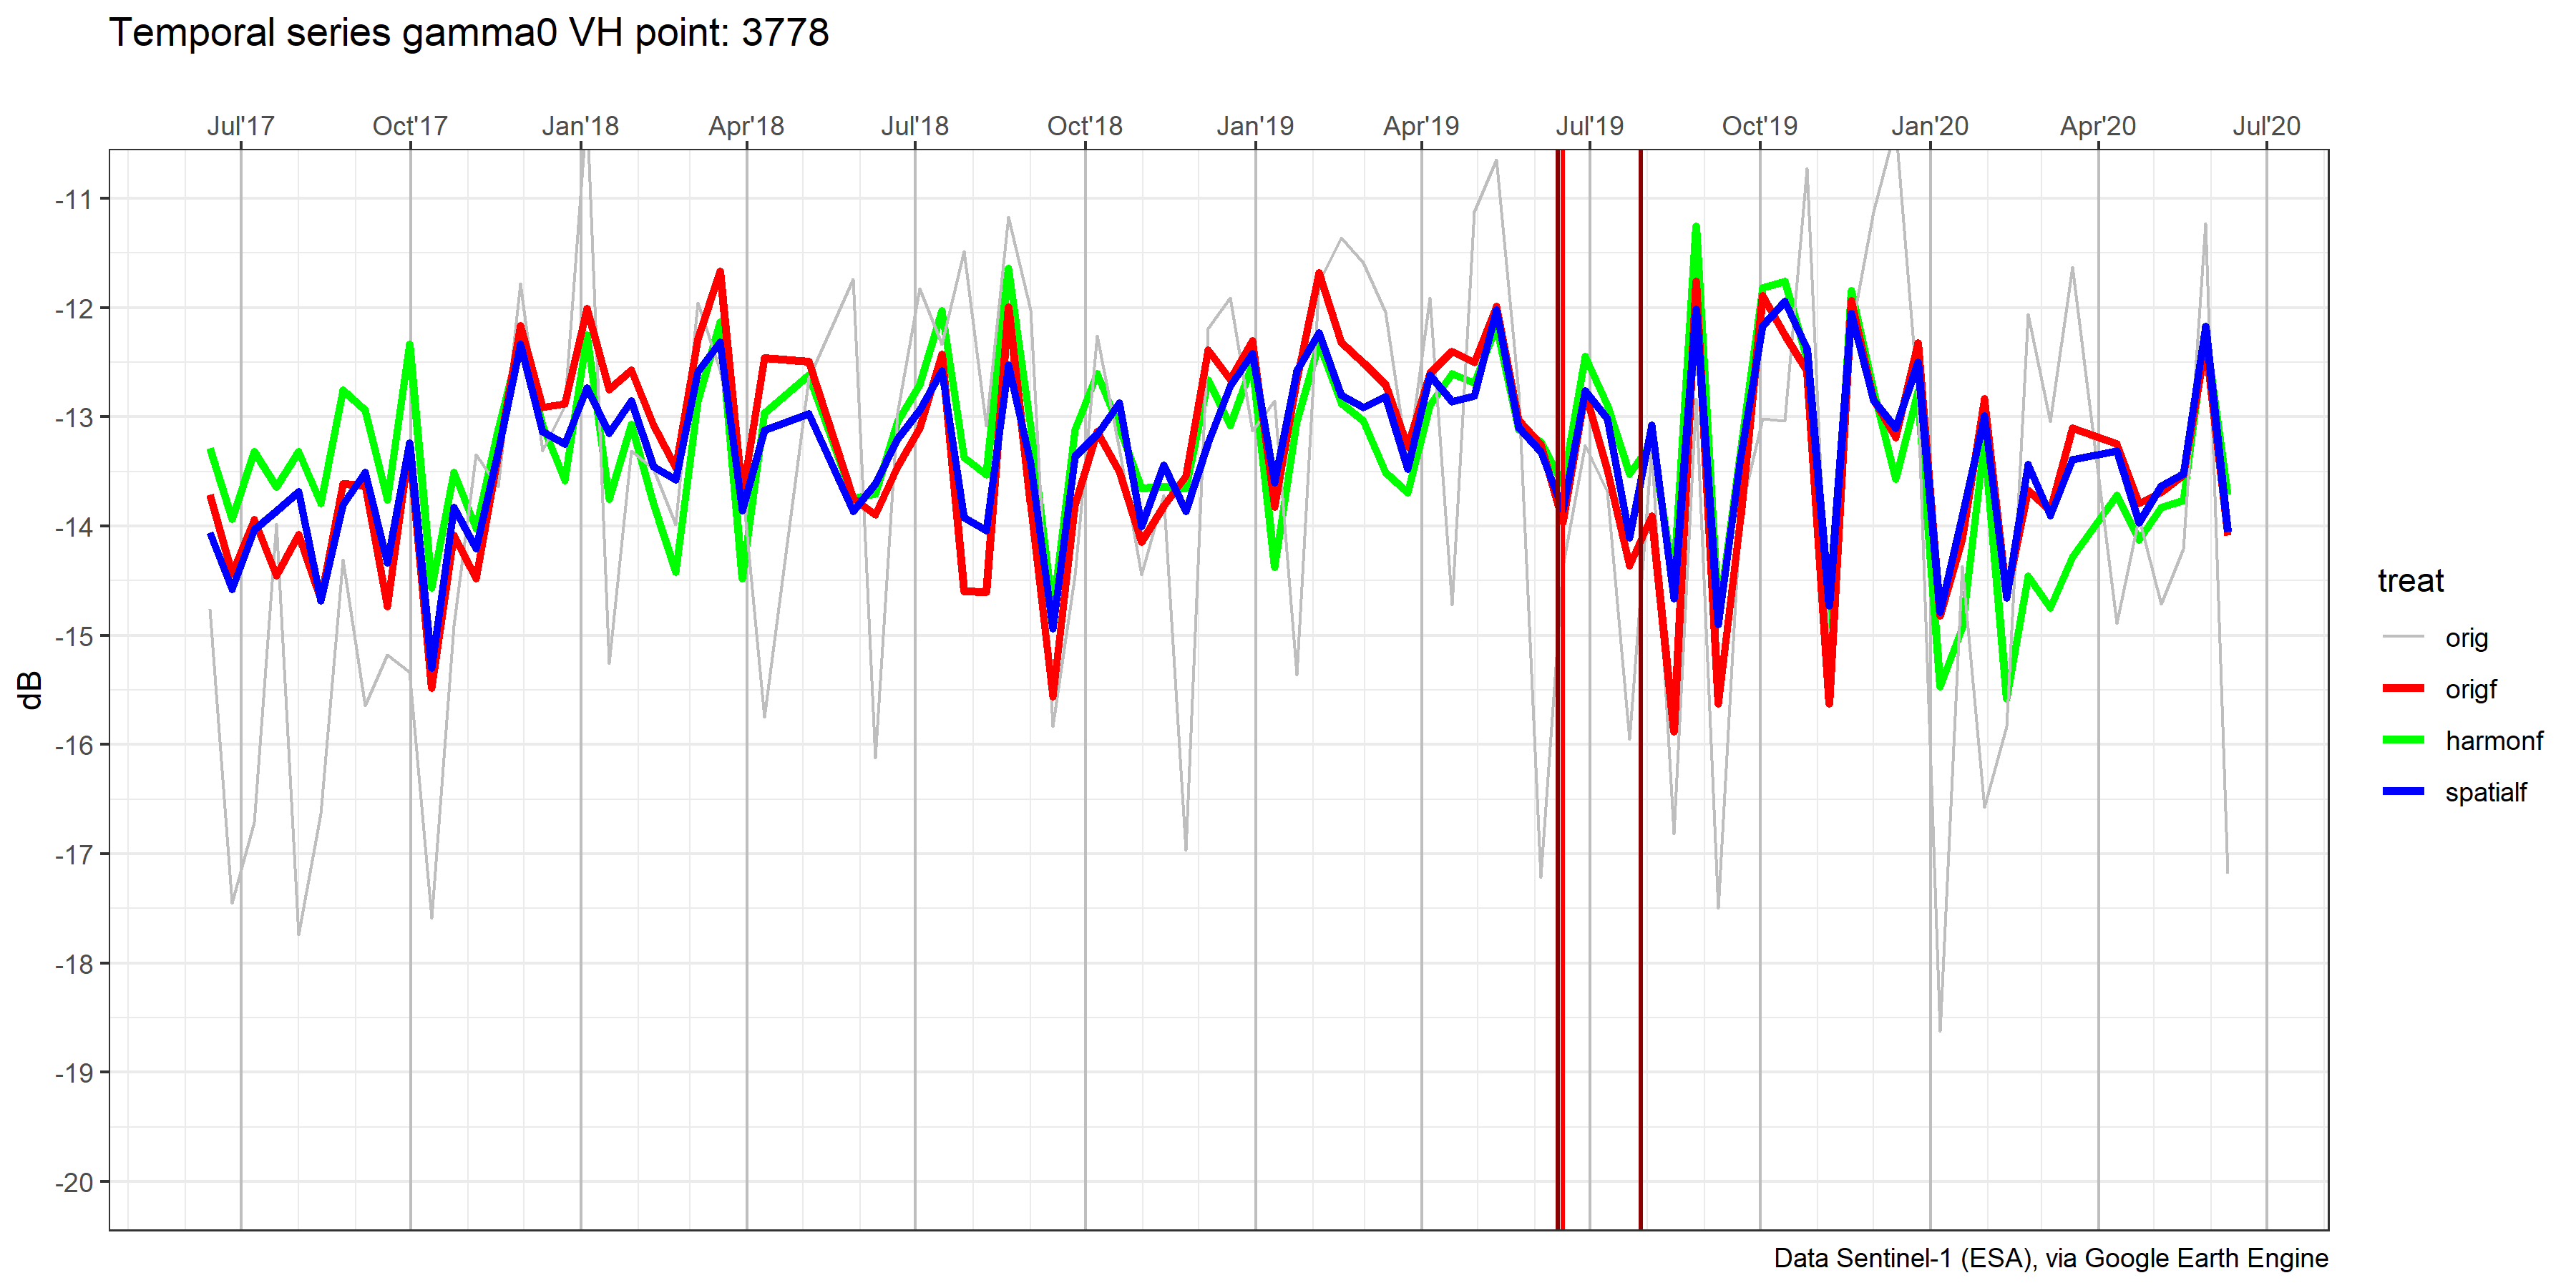 Temporal series gamma0 VH point: 3778
Jul'17 Oct'17 Jan'18 Apr'18 Jul'18 Oct'18 Jan'19 Apr'19 Jul'19 Oct'19 Jan'20 Apr'20 Jul'20
-11
-12
-13
-14
-15
-16
-17
-18
-19
-20
dB
treat
orig
origf
harmonf
spatialf
Data Sentinel-1 (ESA), via Google Earth Engine